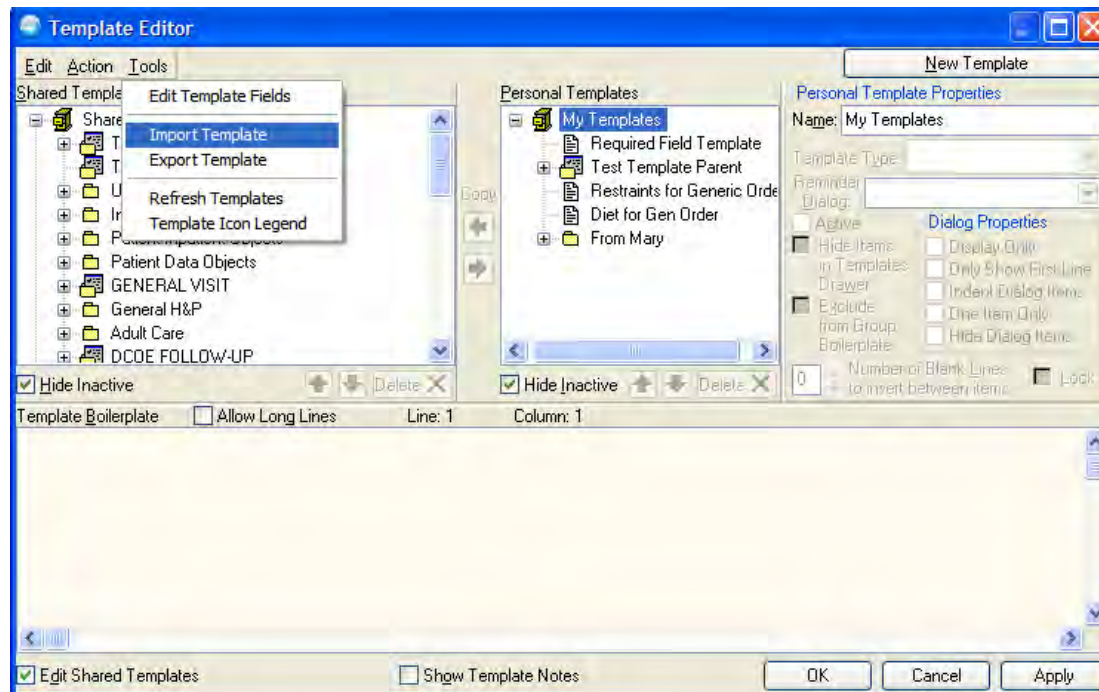 Template Editor
Edit Action Tools
New Template
Shared Templa
Edit Template Fields
Import Template
Export Template
Refresh Templates
Template Icon Legend
Share
T
T
U
In
Patient Data Objects
GENERAL VISIT
General H&P
Adult Care
DCOE FOLLOW-UP
Hide Inactive
Delete
Copy
Personal Templates
My Templates
Required Field Template
Test Template Parent
Restraints for Generic Orde
Diet for Gen Order
From Mary
Hide Inactive
Delete
Personal Template Properties
Name: My Templates
Template Type:
Reminder
Dialog:
Active
Hide Items
in Templates
Drawer
Exclude
from Group
Boilerplate
Dialog Properties
Display Only
Only Show First Line
Indent Dialog Items
One Item Only
Hide Dialog Items
0 Number of Blank Lines
to insert between items
Lock
Template Boilerplate Allow Long Lines Line: 1 Column: 1
Edit Shared Templates Show Template Notes OK Cancel Apply